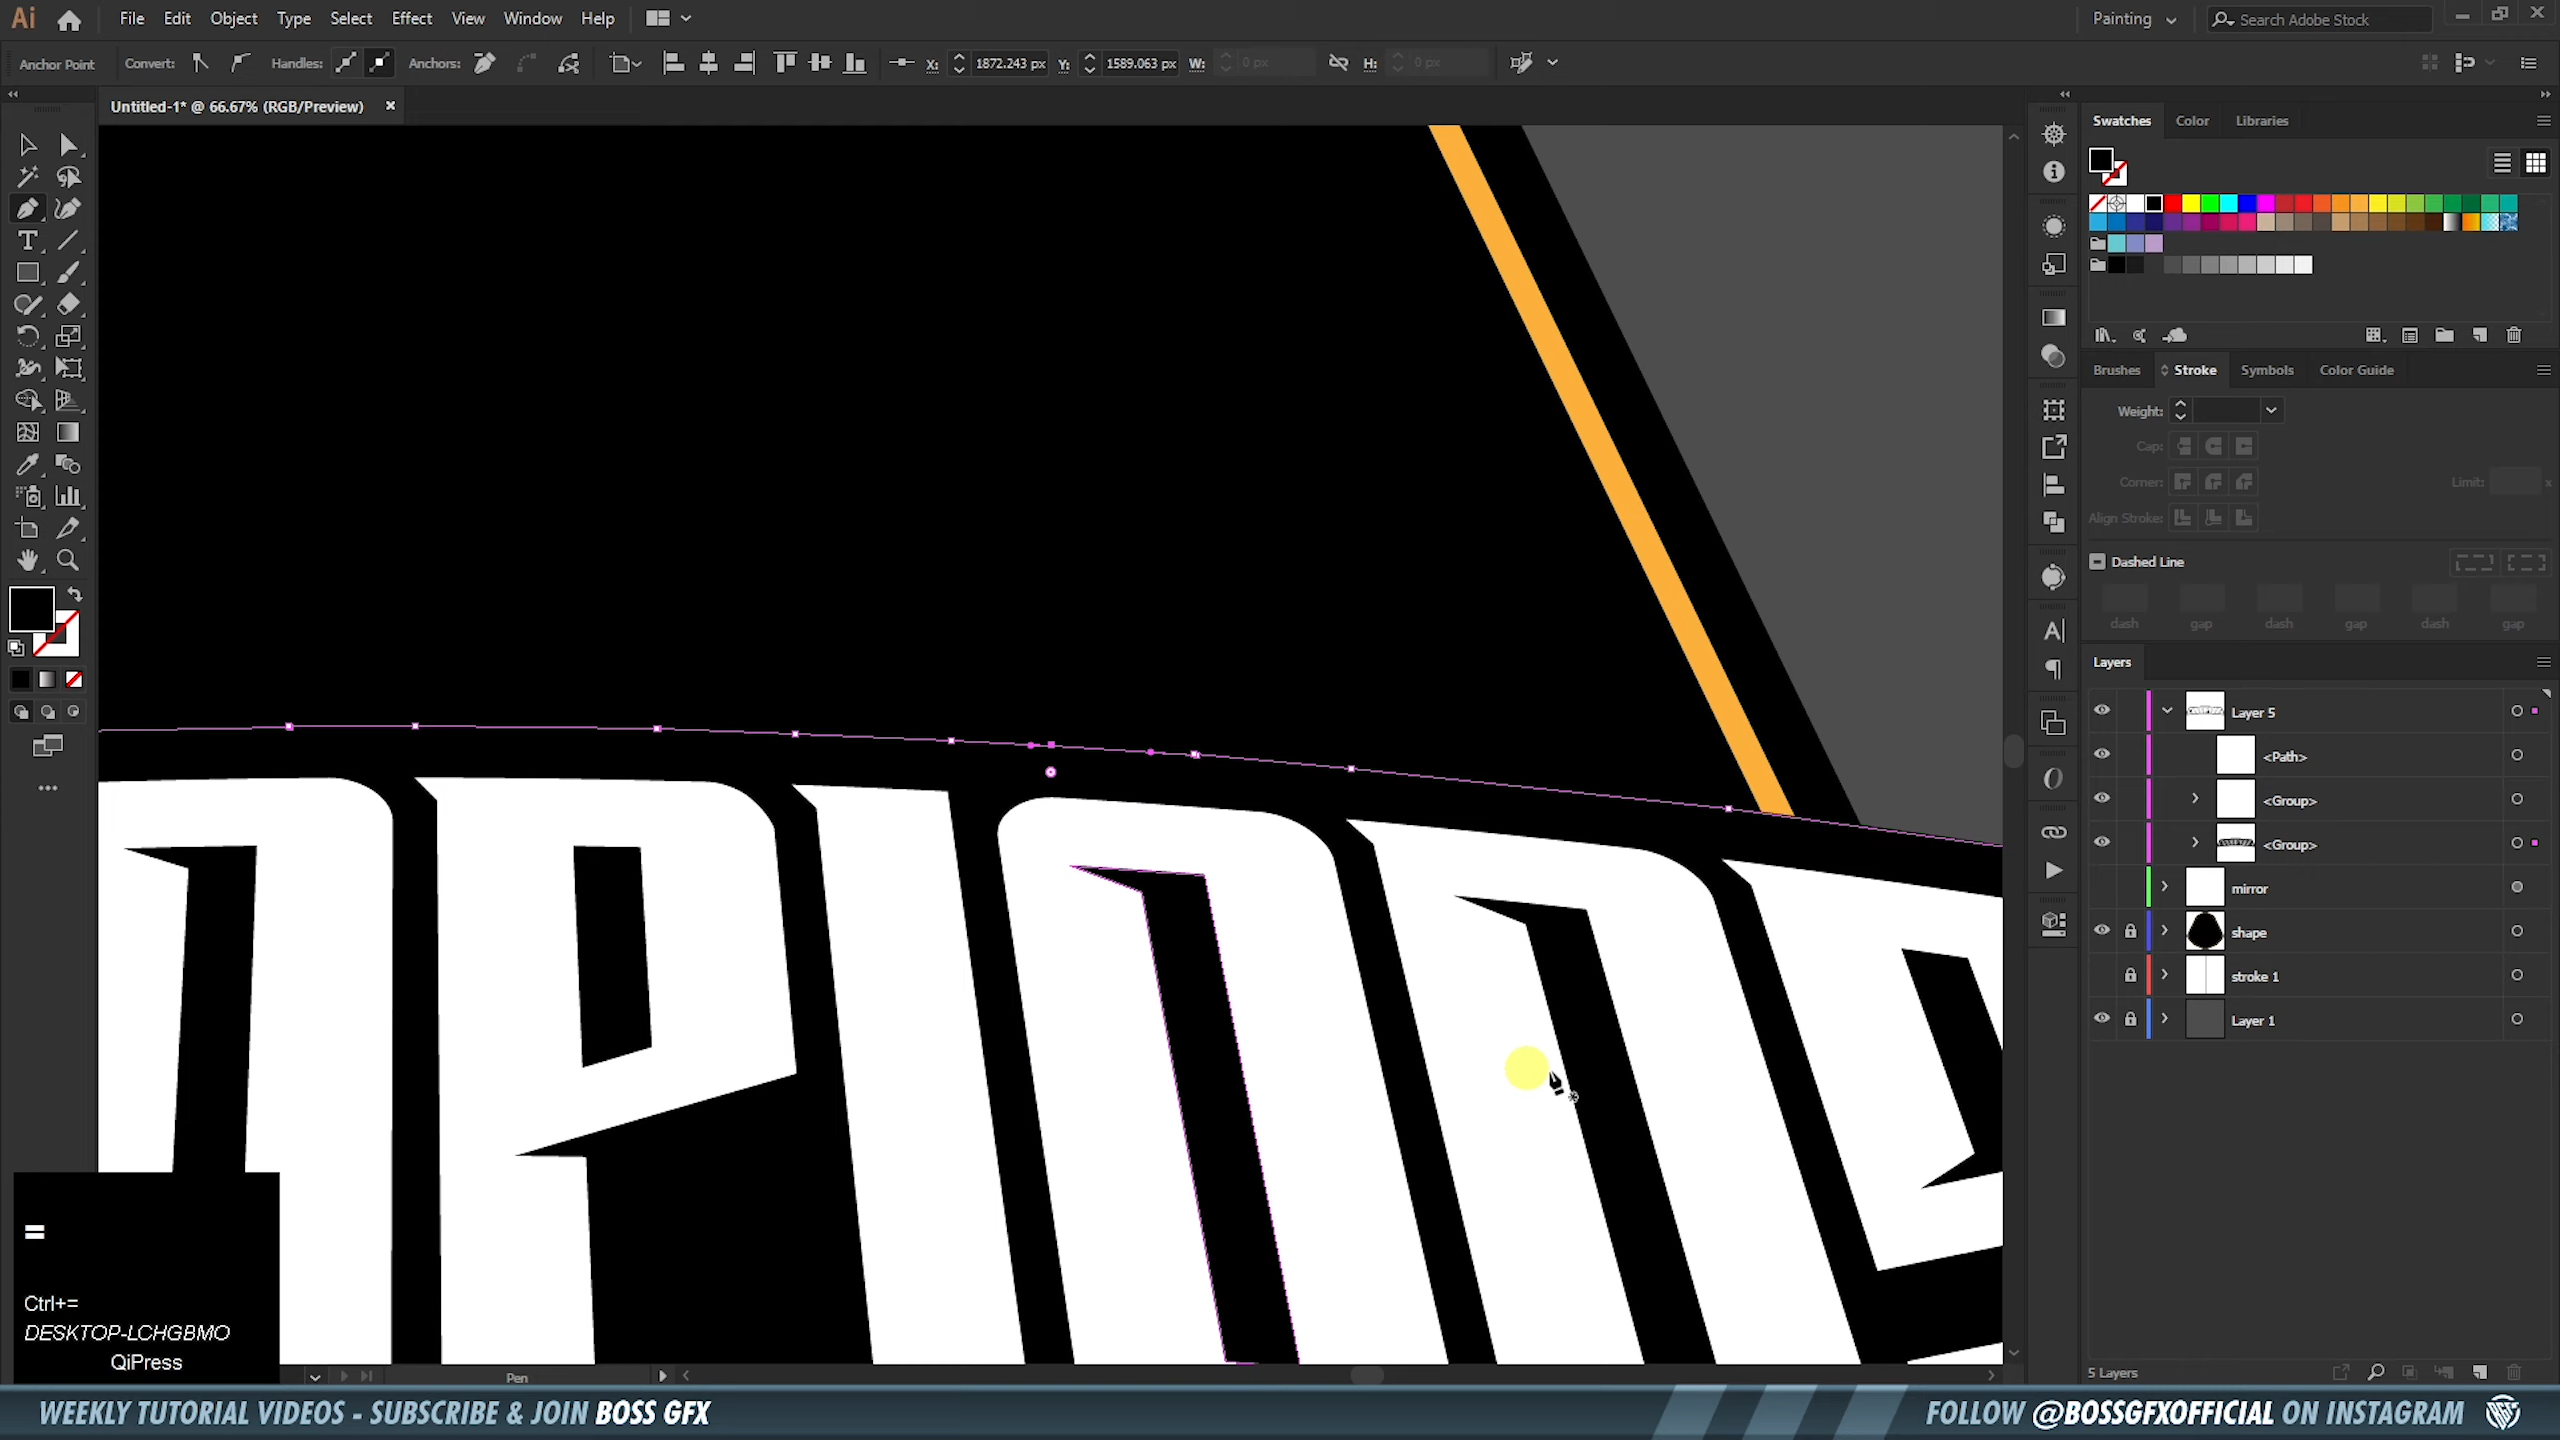 Ai File Edit Object Type Select Effect View Window Help Painting Search Adobe Stock
Anchor Point Convert: Handles: Anchors: X: 1872.243 px Y: 1589.063 px W: 0 px H: 0 px
Untitled-1* @ 66.67% (RGB/Preview)
Swatches Color Libraries
Brushes Stroke Symbols Color Guide
Weight:
Cap:
Corner: Limit: x
Align Stroke:
Dashed Line
dash gap dash gap dash gap
Layers
Layer 5
<Path>
<Group>
<Group>
mirror
shape
stroke 1
Layer 1
5 Layers
=
Ctrl+=
DESKTOP-LCHGBMO
QiPress
Pen
WEEKLY TUTORIAL VIDEOS - SUBSCRIBE & JOIN BOSS GFX
FOLLOW @BOSSGFXOFFICIAL ON INSTAGRAM